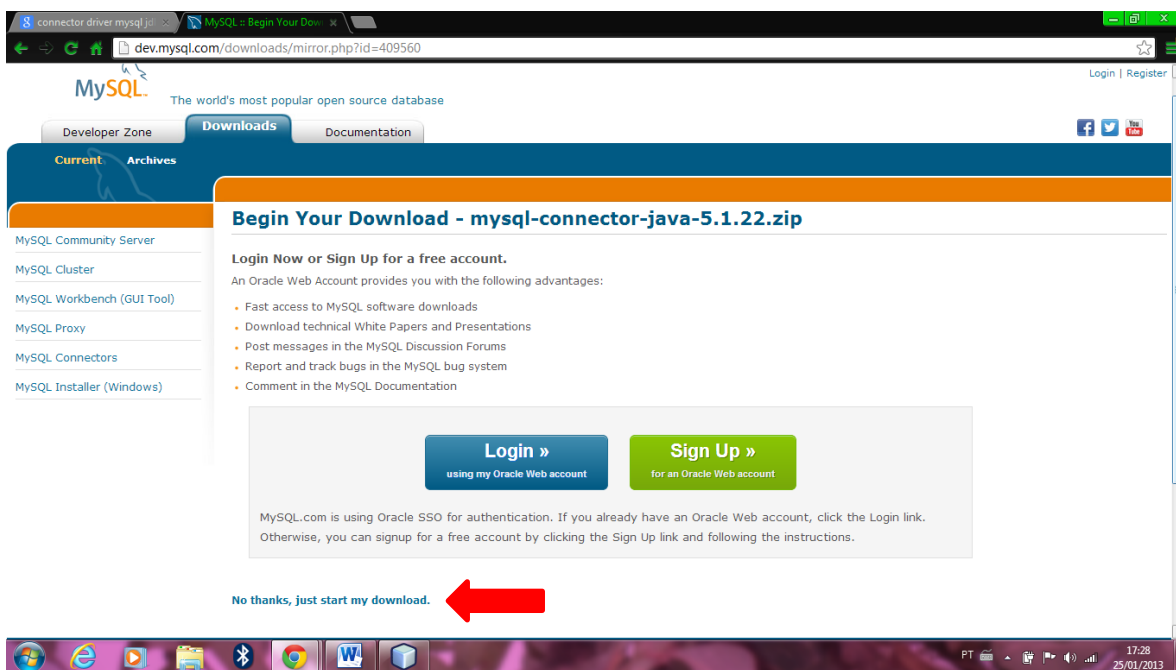 connector driver mysql jd
MySQL :: Begin Your Dow
dev.mysql.com/downloads/mirror.php?id=409560
Login | Register
MySQL
The world's most popular open source database
Developer Zone
Downloads
Documentation
You
Tube
Current
Archives
Begin Your Download - mysql-connector-java-5.1.22.zip
MySQL Community Server
MySQL Cluster
MySQL Workbench (GUI Tool)
MySQL Proxy
MySQL Connectors
MySQL Installer (Windows)
Login Now or Sign Up for a free account.
An Oracle Web Account provides you with the following advantages:
Fast access to MySQL software downloads
Download technical White Papers and Presentations
Post messages in the MySQL Discussion Forums
Report and track bugs in the MySQL bug system
Comment in the MySQL Documentation
Login »
using my Oracle Web account
Sign Up »
for an Oracle Web account
MySQL.com is using Oracle SSO for authentication. If you already have an Oracle Web account, click the Login link.
Otherwise, you can signup for a free account by clicking the Sign Up link and following the instructions.
No thanks, just start my download.
PT
17:28
25/01/2013